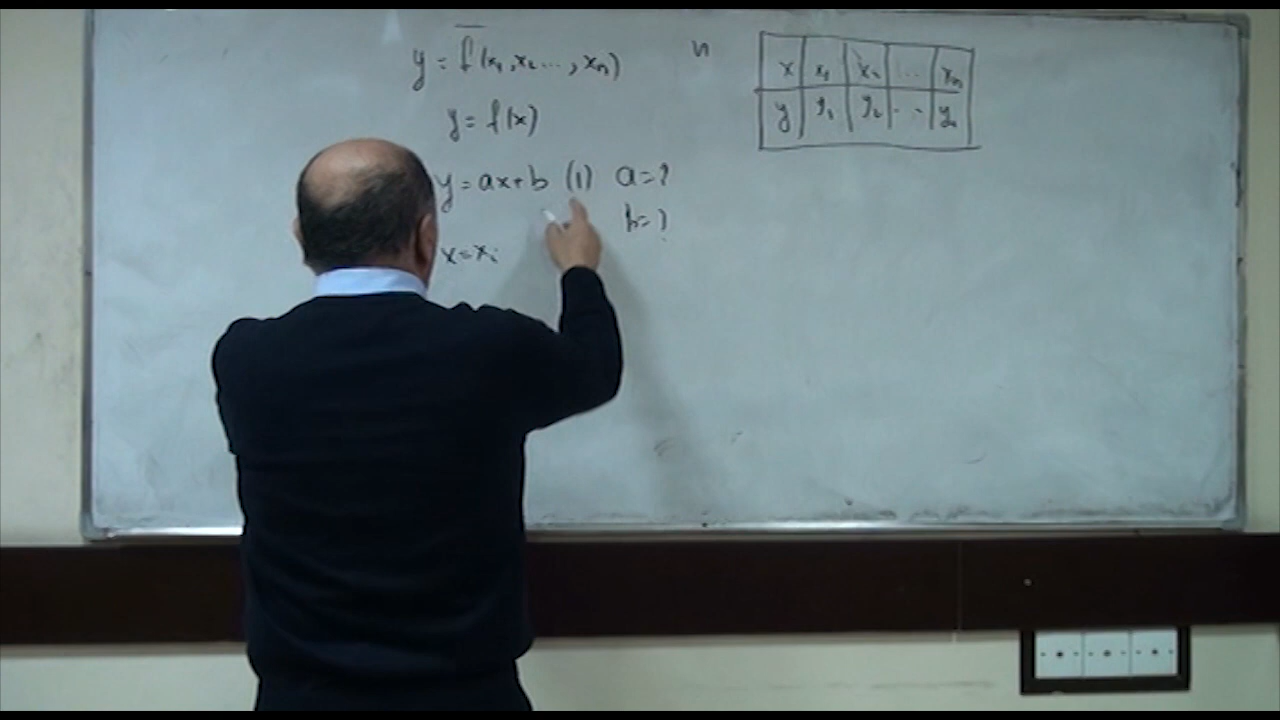 y = f(x₁, x₂ ..., xₙ)
n
y = f(x)
y = ax + b (1) a = ?
b = ?
x = xᵢ
x x₁ x₂ ... xₙ
y y₁ y₂ ... yₙ